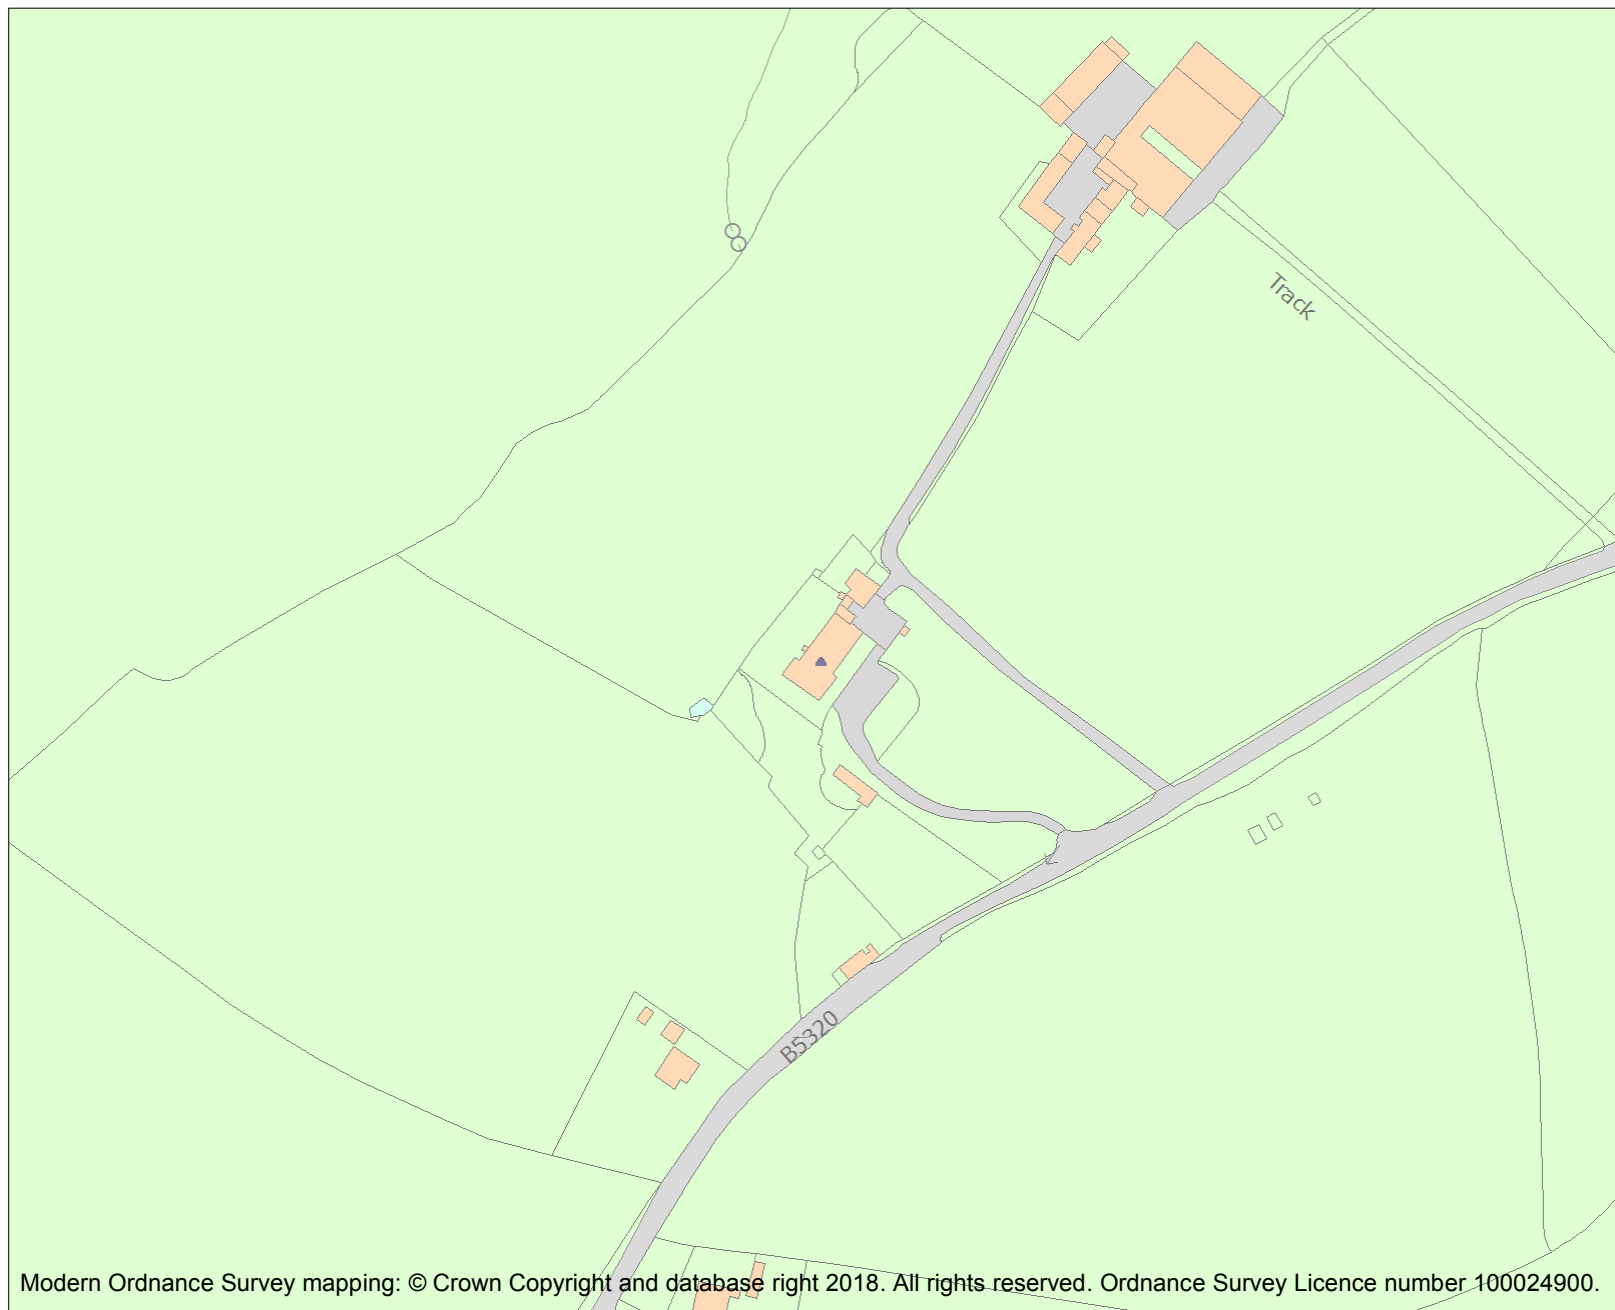 Track
B5320
Modern Ordnance Survey mapping: © Crown Copyright and database right 2018. All rights reserved. Ordnance Survey Licence number 100024900.